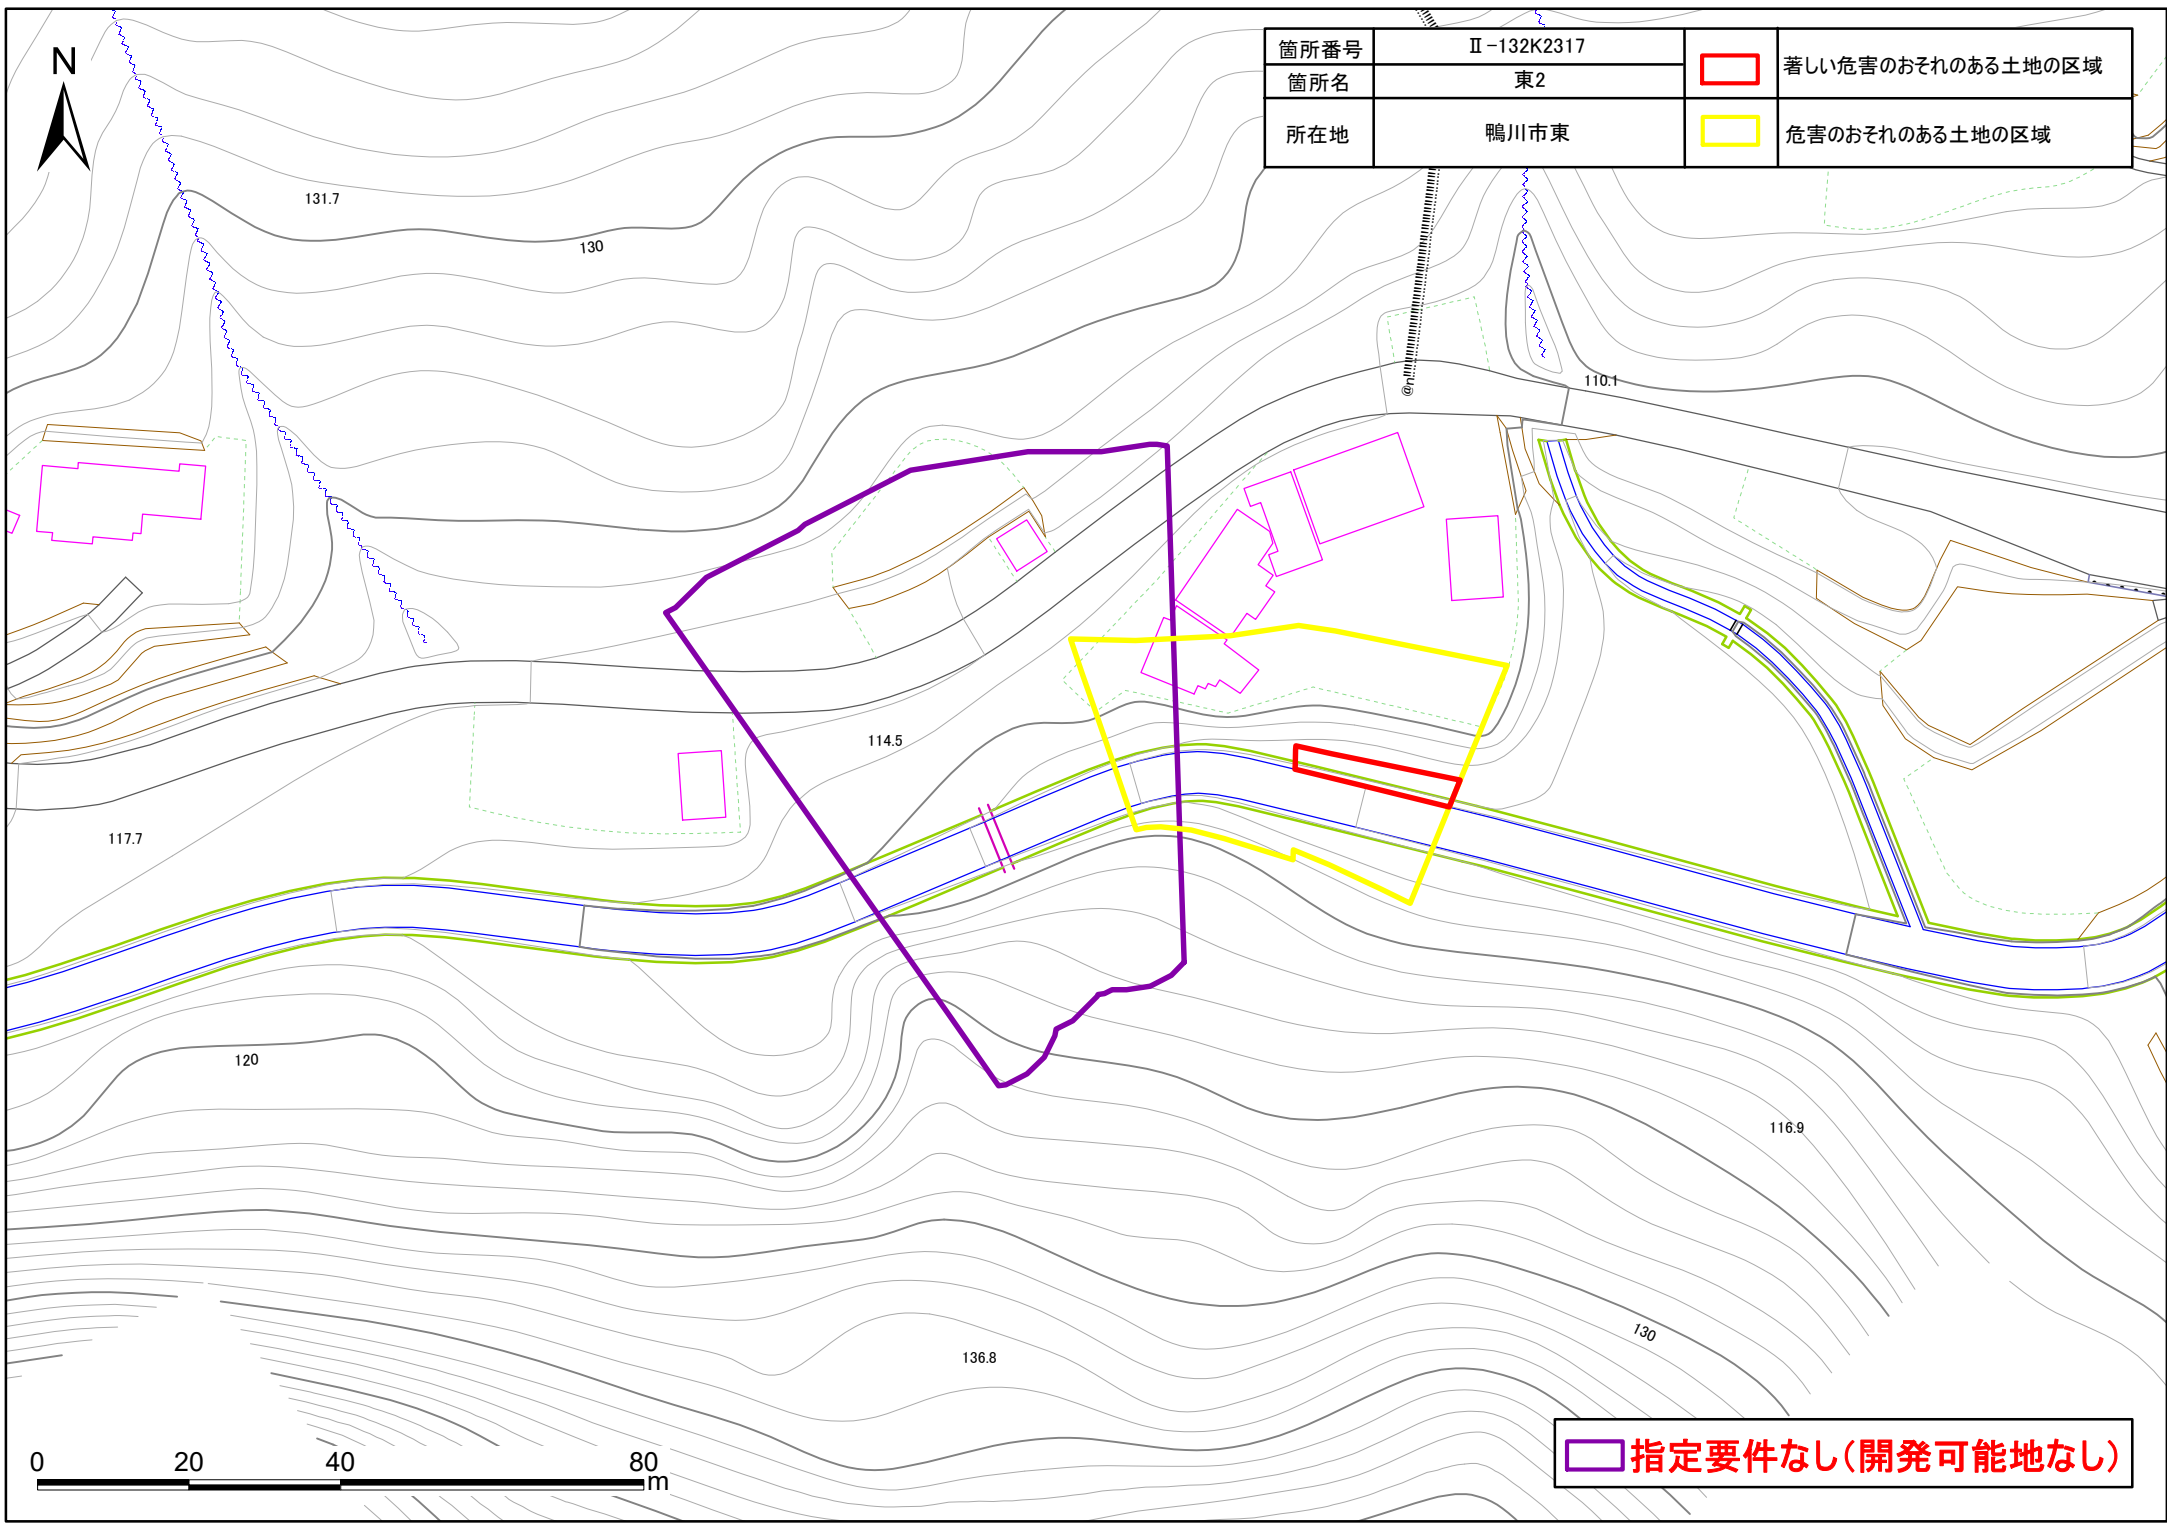 N
箇所番号 Ⅱ-132K2317
箇所名 東2
所在地 鴨川市東
著しい危害のおそれのある土地の区域
危害のおそれのある土地の区域
131.7
130
110.1
@n
114.5
117.7
120
116.9
130
136.8
0 20 40 80
m
指定要件なし(開発可能地なし)